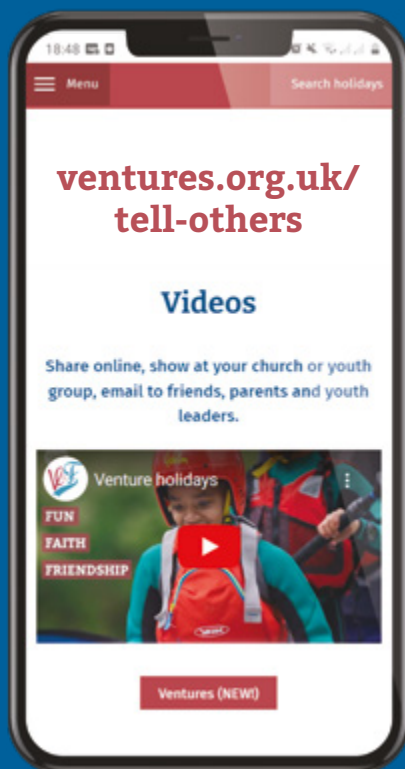 18:48
Menu
Search holidays
ventures.org.uk/
tell-others
Videos
Share online, show at your church or youth
group, email to friends, parents and youth
leaders.
Venture holidays
FUN
FAITH
FRIENDSHIP
Ventures (NEW!)